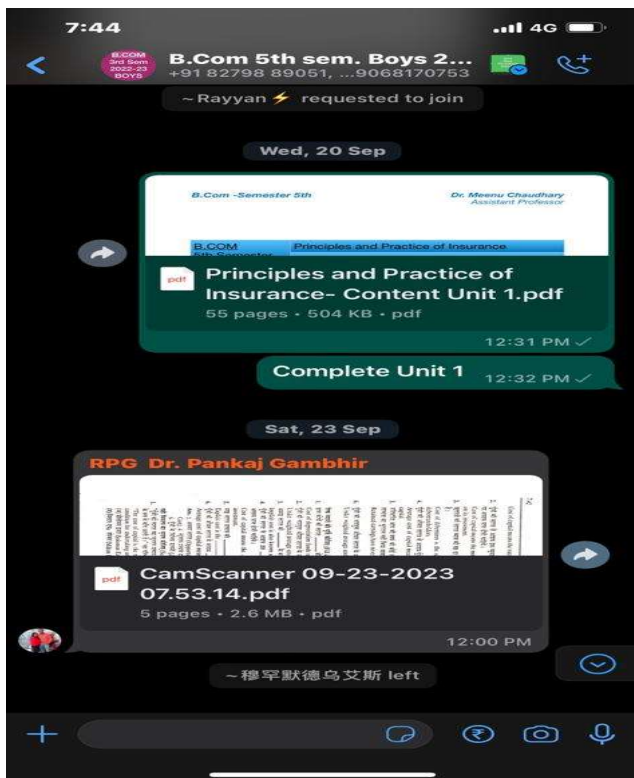 7:44
4G
B.COM
3rd Sem
2022-23
BOYS
B.Com 5th sem. Boys 2...
+91 82798 89051, ...9068170753
~Rayyan⚡ requested to join
Wed, 20 Sep
B.Com -Semester 5th
Dr. Meenu Chaudhary
Assistant Professor
B.COM
5th Semester
Principles and Practice of Insurance
pdf
Principles and Practice of
Insurance- Content Unit 1.pdf
55 pages • 504 KB • pdf
12:31 PM
Complete Unit 1
12:32 PM
Sat, 23 Sep
RPG Dr. Pankaj Gambhir
pdf
CamScanner 09-23-2023
07.53.14.pdf
5 pages • 2.6 MB • pdf
12:00 PM
~穆罕默德乌艾斯 left